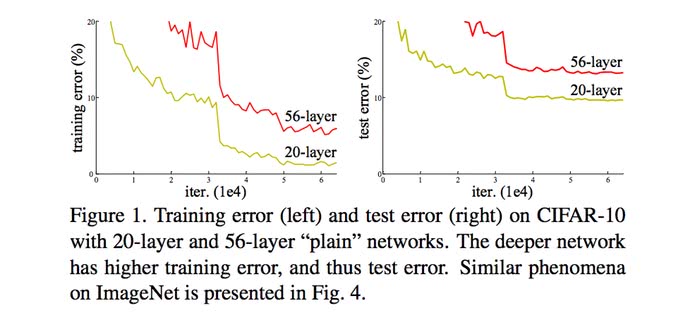 20
10
0
training error (%)
0 1 2 3 4 5 6
iter. (1e4)
56-layer
20-layer
20
10
0
test error (%)
0 1 2 3 4 5 6
iter. (1e4)
56-layer
20-layer
Figure 1. Training error (left) and test error (right) on CIFAR-10
with 20-layer and 56-layer “plain” networks. The deeper network
has higher training error, and thus test error. Similar phenomena
on ImageNet is presented in Fig. 4.